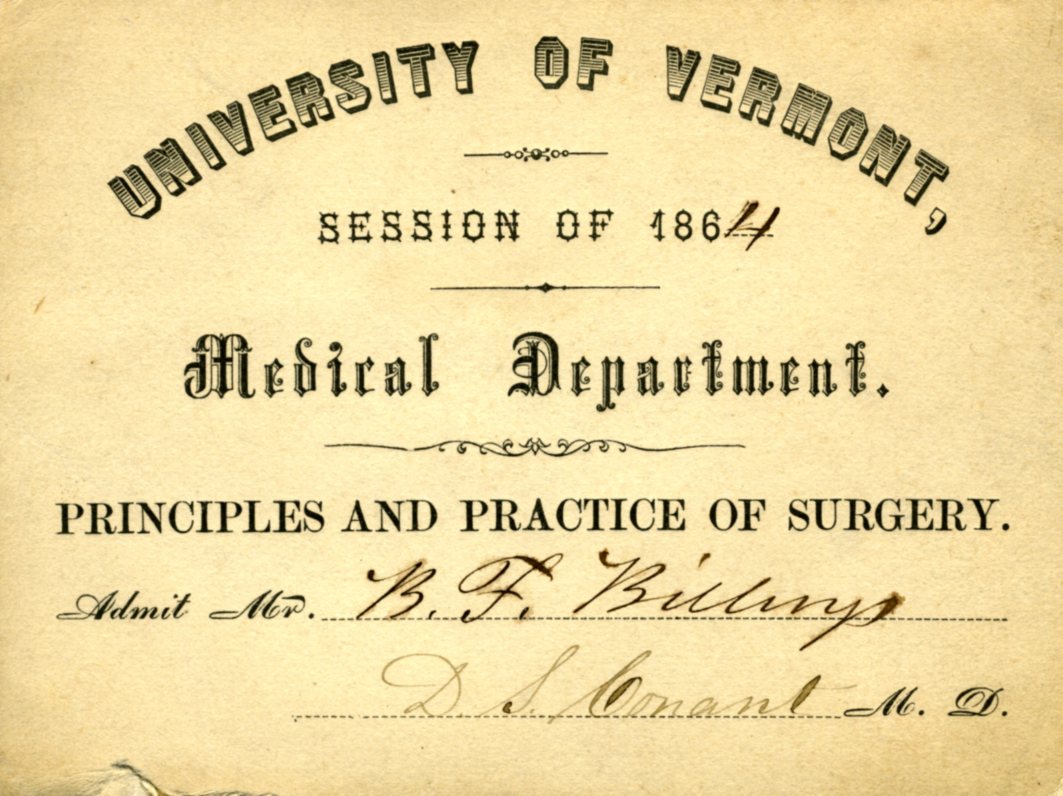 UNIVERSITY OF VERMONT,
SESSION OF 1864
Medical Department.
PRINCIPLES AND PRACTICE OF SURGERY.
Admit Mr. B. F. Billings
D. S. Conant M. D.